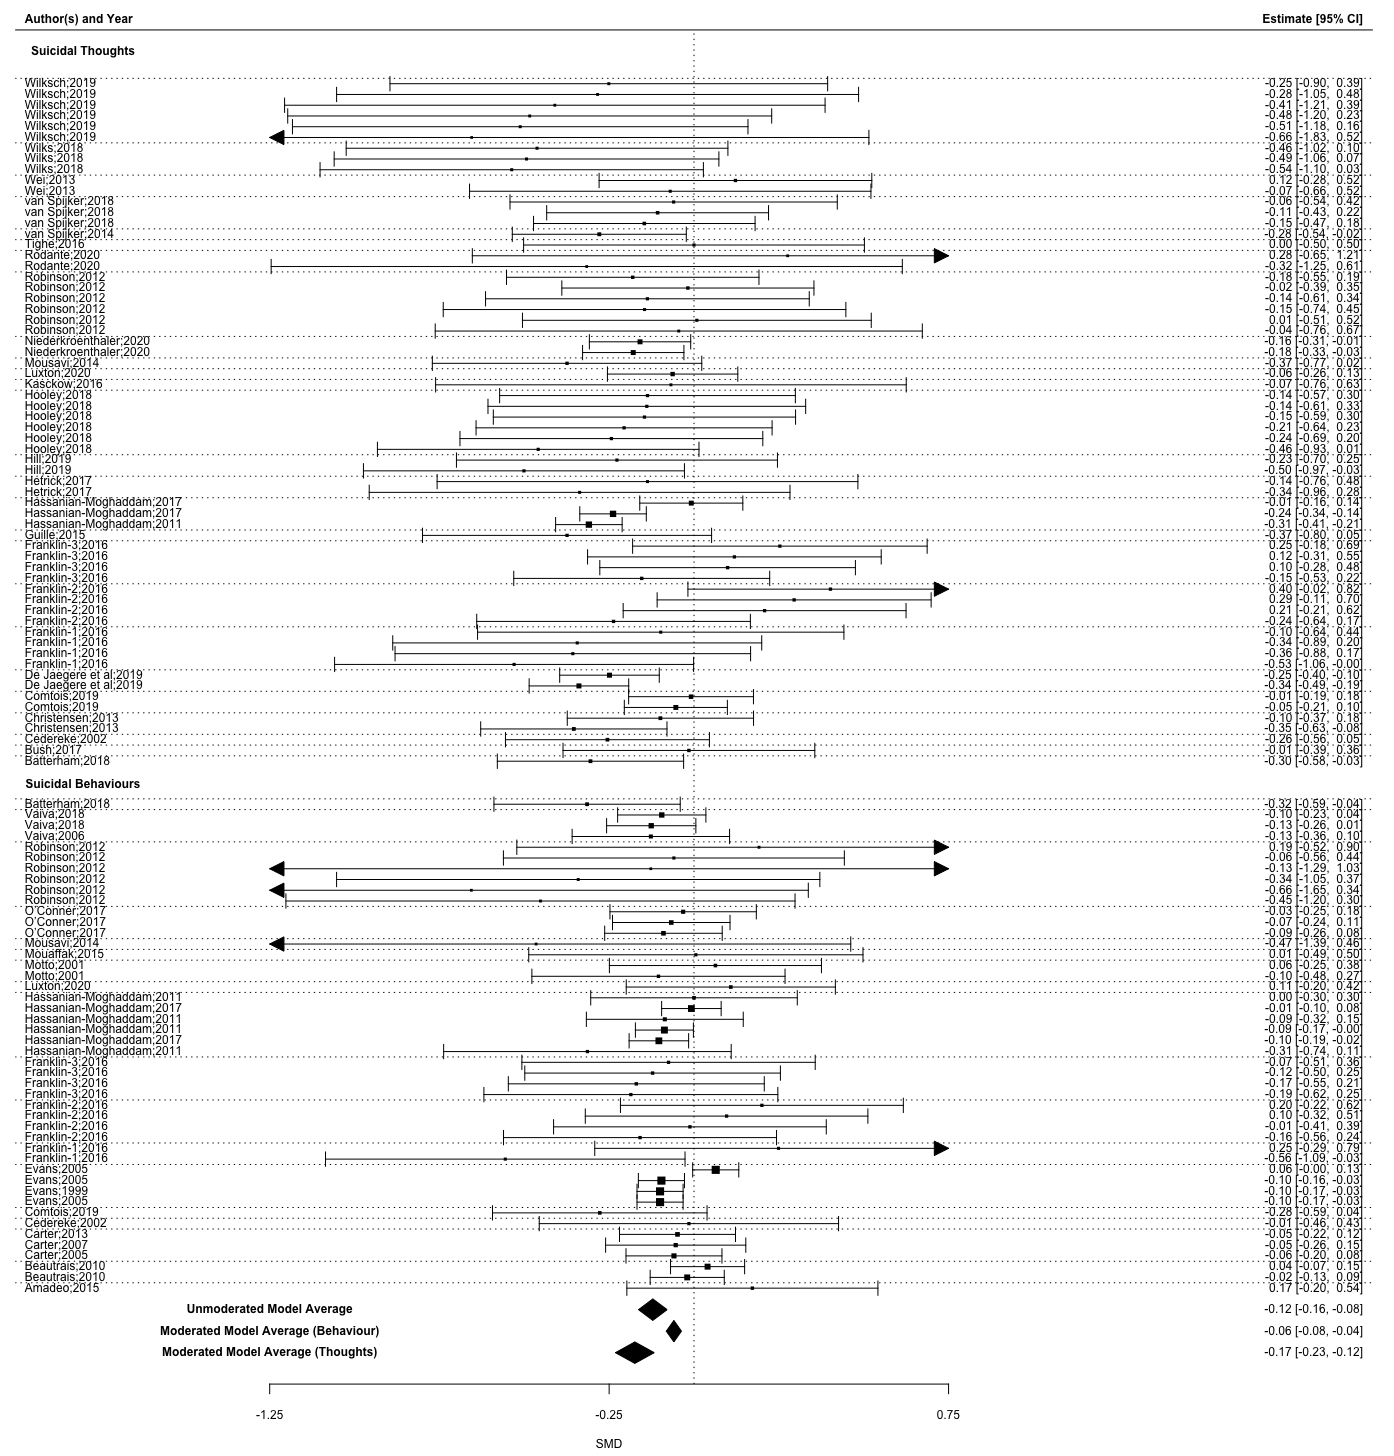 Author(s) and Year Estimate [95% CI]
Suicidal Thoughts
Wilksch;2019 -0.25 [-0.90, 0.39]
Wilksch;2019 -0.28 [-1.05, 0.48]
Wilksch;2019 -0.41 [-1.21, 0.39]
Wilksch;2019 -0.48 [-1.20, 0.23]
Wilksch;2019 -0.51 [-1.18, 0.16]
Wilksch;2019 -0.66 [-1.83, 0.52]
Wilks;2018 -0.46 [-1.02, 0.10]
Wilks;2018 -0.49 [-1.06, 0.07]
Wilks;2018 -0.54 [-1.10, 0.03]
Wei;2013 0.12 [-0.28, 0.52]
Wei;2013 -0.07 [-0.66, 0.52]
van Spijker;2018 -0.06 [-0.54, 0.42]
van Spijker;2018 -0.11 [-0.43, 0.22]
van Spijker;2018 -0.15 [-0.47, 0.18]
van Spijker;2014 -0.28 [-0.54, -0.02]
Tighe;2016 0.00 [-0.50, 0.50]
Rodante;2020 0.28 [-0.65, 1.21]
Rodante;2020 -0.32 [-1.25, 0.61]
Robinson;2012 -0.18 [-0.55, 0.19]
Robinson;2012 -0.02 [-0.39, 0.35]
Robinson;2012 -0.14 [-0.61, 0.34]
Robinson;2012 -0.15 [-0.74, 0.45]
Robinson;2012 0.01 [-0.51, 0.52]
Robinson;2012 -0.04 [-0.76, 0.67]
Niederkroenthaler;2020 -0.16 [-0.31, -0.01]
Niederkroenthaler;2020 -0.18 [-0.33, -0.03]
Mousavi;2014 -0.37 [-0.77, 0.02]
Luxton;2020 -0.06 [-0.26, 0.13]
Kasckow;2016 -0.07 [-0.76, 0.63]
Hooley;2018 -0.14 [-0.57, 0.30]
Hooley;2018 -0.14 [-0.61, 0.33]
Hooley;2018 -0.15 [-0.59, 0.30]
Hooley;2018 -0.21 [-0.64, 0.23]
Hooley;2018 -0.24 [-0.69, 0.20]
Hooley;2018 -0.46 [-0.93, 0.01]
Hill;2019 -0.23 [-0.70, 0.25]
Hill;2019 -0.50 [-0.97, -0.03]
Hetrick;2017 -0.14 [-0.76, 0.48]
Hetrick;2017 -0.34 [-0.96, 0.28]
Hassanian-Moghaddam;2017 -0.01 [-0.16, 0.14]
Hassanian-Moghaddam;2017 -0.24 [-0.34, -0.14]
Hassanian-Moghaddam;2011 -0.31 [-0.41, -0.21]
Guille;2015 -0.37 [-0.80, 0.05]
Franklin-3;2016 0.25 [-0.18, 0.69]
Franklin-3;2016 0.12 [-0.31, 0.55]
Franklin-3;2016 0.10 [-0.28, 0.48]
Franklin-3;2016 -0.15 [-0.53, 0.22]
Franklin-2;2016 0.40 [-0.02, 0.82]
Franklin-2;2016 0.29 [-0.11, 0.70]
Franklin-2;2016 0.21 [-0.21, 0.62]
Franklin-2;2016 -0.24 [-0.64, 0.17]
Franklin-1;2016 -0.10 [-0.64, 0.44]
Franklin-1;2016 -0.34 [-0.89, 0.20]
Franklin-1;2016 -0.36 [-0.88, 0.17]
Franklin-1;2016 -0.53 [-1.06, -0.00]
De Jaegere et al;2019 -0.25 [-0.40, -0.10]
De Jaegere et al;2019 -0.34 [-0.49, -0.19]
Comtois;2019 -0.01 [-0.19, 0.18]
Comtois;2019 -0.05 [-0.21, 0.10]
Christensen;2013 -0.10 [-0.37, 0.18]
Christensen;2013 -0.35 [-0.63, -0.08]
Cedereke;2002 -0.26 [-0.56, 0.05]
Bush;2017 -0.01 [-0.39, 0.36]
Batterham;2018 -0.30 [-0.58, -0.03]
Suicidal Behaviours
Batterham;2018 -0.32 [-0.59, -0.04]
Vaiva;2018 -0.10 [-0.23, 0.04]
Vaiva;2018 -0.13 [-0.26, 0.01]
Vaiva;2006 -0.13 [-0.36, 0.10]
Robinson;2012 0.19 [-0.52, 0.90]
Robinson;2012 -0.06 [-0.56, 0.44]
Robinson;2012 -0.13 [-1.29, 1.03]
Robinson;2012 -0.34 [-1.05, 0.37]
Robinson;2012 -0.66 [-1.65, 0.34]
Robinson;2012 -0.45 [-1.20, 0.30]
O'Conner;2017 -0.03 [-0.25, 0.18]
O'Conner;2017 -0.07 [-0.24, 0.11]
O'Conner;2017 -0.09 [-0.26, 0.08]
Mousavi;2014 -0.47 [-1.39, 0.46]
Mouaffak;2015 0.01 [-0.49, 0.50]
Motto;2001 0.06 [-0.25, 0.38]
Motto;2001 -0.10 [-0.48, 0.27]
Luxton;2020 0.11 [-0.20, 0.42]
Hassanian-Moghaddam;2011 0.00 [-0.30, 0.30]
Hassanian-Moghaddam;2017 -0.01 [-0.10, 0.08]
Hassanian-Moghaddam;2011 -0.09 [-0.32, 0.15]
Hassanian-Moghaddam;2011 -0.09 [-0.17, -0.00]
Hassanian-Moghaddam;2017 -0.10 [-0.19, -0.02]
Hassanian-Moghaddam;2011 -0.31 [-0.74, 0.11]
Franklin-3;2016 -0.07 [-0.51, 0.36]
Franklin-3;2016 -0.12 [-0.50, 0.25]
Franklin-3;2016 -0.17 [-0.55, 0.21]
Franklin-3;2016 -0.19 [-0.62, 0.25]
Franklin-2;2016 0.20 [-0.22, 0.62]
Franklin-2;2016 0.10 [-0.32, 0.51]
Franklin-2;2016 -0.01 [-0.41, 0.39]
Franklin-2;2016 -0.16 [-0.56, 0.24]
Franklin-1;2016 0.25 [-0.29, 0.79]
Franklin-1;2016 -0.56 [-1.09, -0.03]
Evans;2005 0.06 [-0.00, 0.13]
Evans;2005 -0.10 [-0.16, -0.03]
Evans;1999 -0.10 [-0.17, -0.03]
Evans;2005 -0.10 [-0.17, -0.03]
Comtois;2019 -0.28 [-0.59, 0.04]
Cedereke;2002 -0.01 [-0.46, 0.43]
Carter;2013 -0.05 [-0.22, 0.12]
Carter;2007 -0.05 [-0.26, 0.15]
Carter;2005 -0.06 [-0.20, 0.08]
Beautrais;2010 0.04 [-0.07, 0.15]
Beautrais;2010 -0.02 [-0.13, 0.09]
Amadeo;2015 0.17 [-0.20, 0.54]
Unmoderated Model Average -0.12 [-0.16, -0.08]
Moderated Model Average (Behaviour) -0.06 [-0.08, -0.04]
Moderated Model Average (Thoughts) -0.17 [-0.23, -0.12]
-1.25 -0.25 0.75
SMD